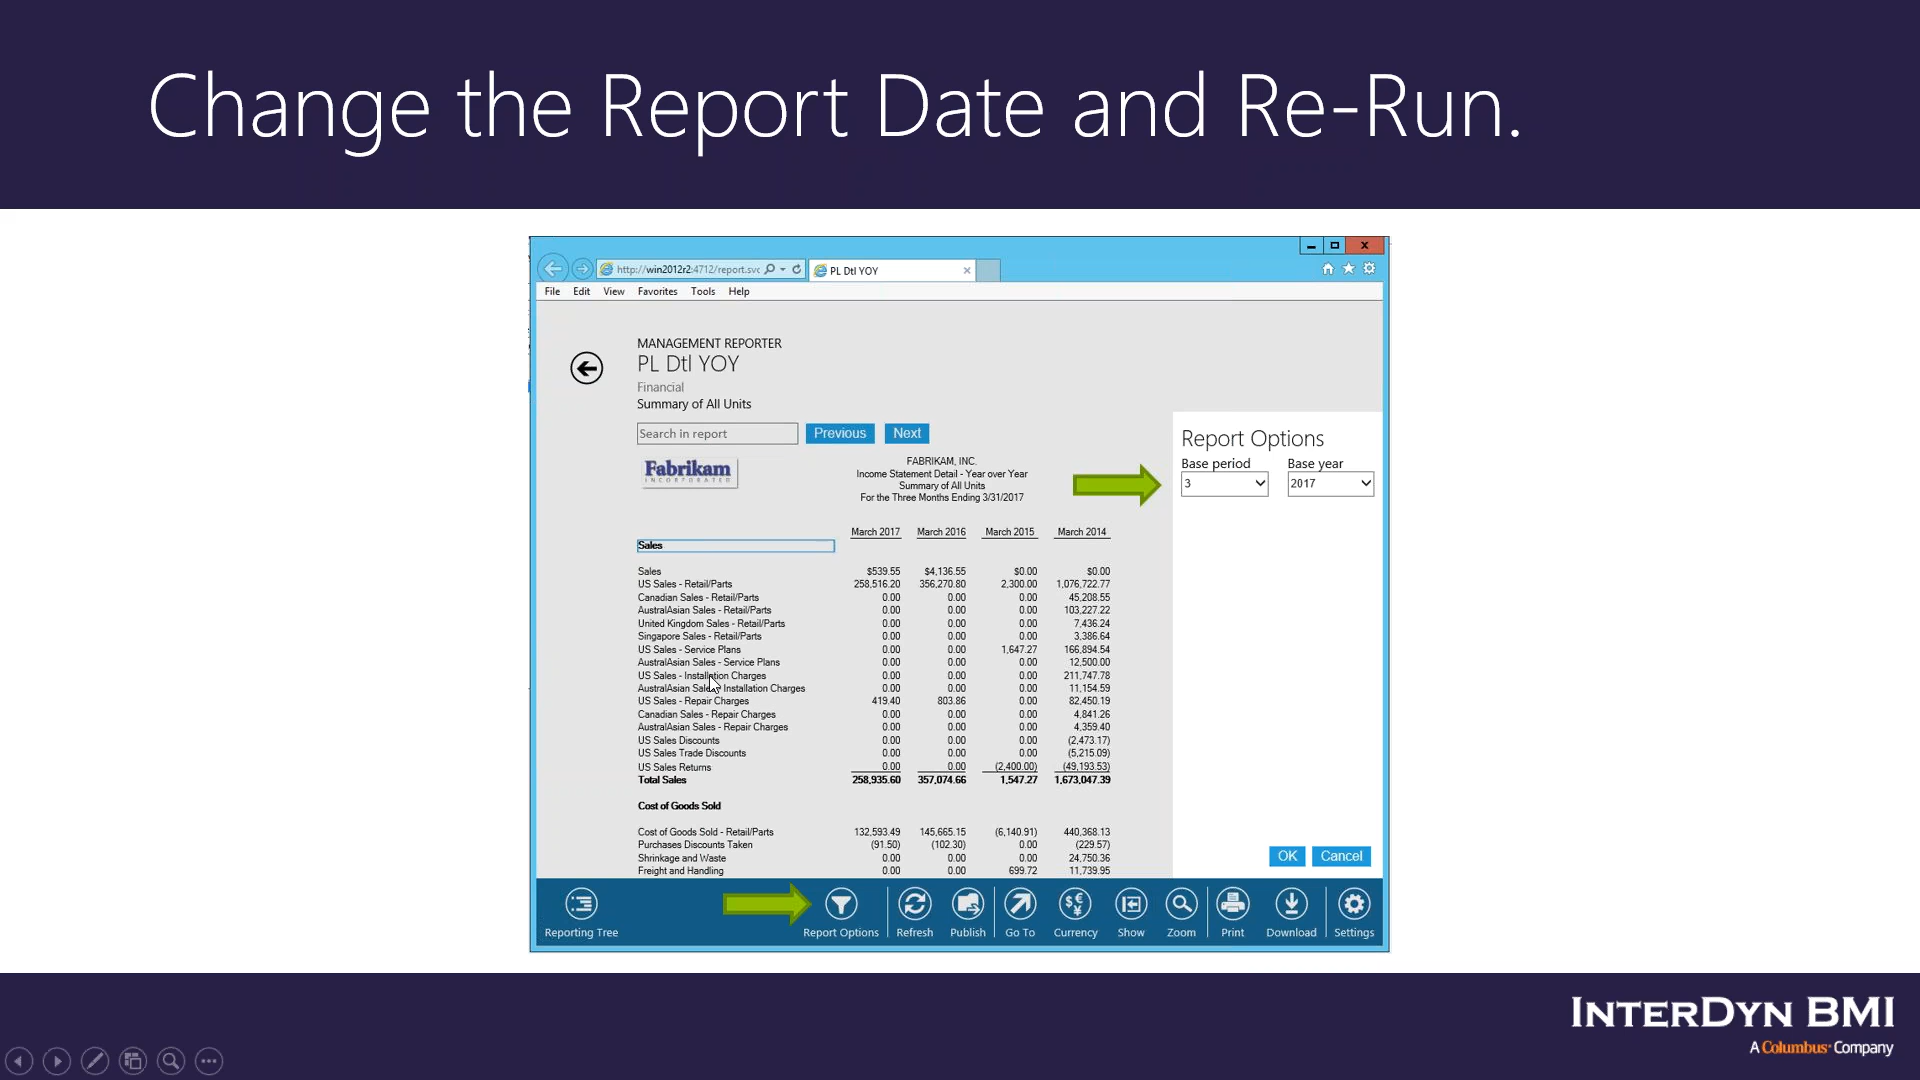 Change the Report Date and Re-Run.
http://win2012r2:4712/report.svc
PL Dtl YOY
File Edit View Favorites Tools Help
MANAGEMENT REPORTER
PL Dtl YOY
Financial
Summary of All Units
Search in report Previous Next
Report Options
Base period Base year
3 2017
Fabrikam
INCORPORATED
FABRIKAM, INC.
Income Statement Detail - Year over Year
Summary of All Units
For the Three Months Ending 3/31/2017
March 2017 March 2016 March 2015 March 2014
Sales
Sales $539.55 $4,136.55 $0.00 $0.00
US Sales - Retail/Parts 258,516.20 356,270.80 2,300.00 1,076,722.77
Canadian Sales - Retail/Parts 0.00 0.00 0.00 45,208.55
AustralAsian Sales - Retail/Parts 0.00 0.00 0.00 103,227.22
United Kingdom Sales - Retail/Parts 0.00 0.00 0.00 7,436.24
Singapore Sales - Retail/Parts 0.00 0.00 0.00 3,386.64
US Sales - Service Plans 0.00 0.00 1,647.27 166,894.54
AustralAsian Sales - Service Plans 0.00 0.00 0.00 12,500.00
US Sales - Installation Charges 0.00 0.00 0.00 211,747.78
AustralAsian Sales - Installation Charges 0.00 0.00 0.00 11,154.59
US Sales - Repair Charges 419.40 803.86 0.00 82,450.19
Canadian Sales - Repair Charges 0.00 0.00 0.00 4,841.26
AustralAsian Sales - Repair Charges 0.00 0.00 0.00 4,359.40
US Sales Discounts 0.00 0.00 0.00 (2,473.17)
US Sales Trade Discounts 0.00 0.00 0.00 (5,215.09)
US Sales Returns 0.00 0.00 (2,400.00) (49,193.53)
Total Sales 258,935.60 357,074.66 1,547.27 1,673,047.39
Cost of Goods Sold
Cost of Goods Sold - Retail/Parts 132,593.49 145,665.15 (6,140.91) 440,368.13
Purchases Discounts Taken (91.50) (102.30) 0.00 (229.57)
Shrinkage and Waste 0.00 0.00 0.00 24,750.36
Freight and Handling 0.00 0.00 699.72 11,739.95
OK Cancel
Reporting Tree Report Options Refresh Publish Go To Currency Show Zoom Print Download Settings
INTERDYN BMI
A Columbus Company